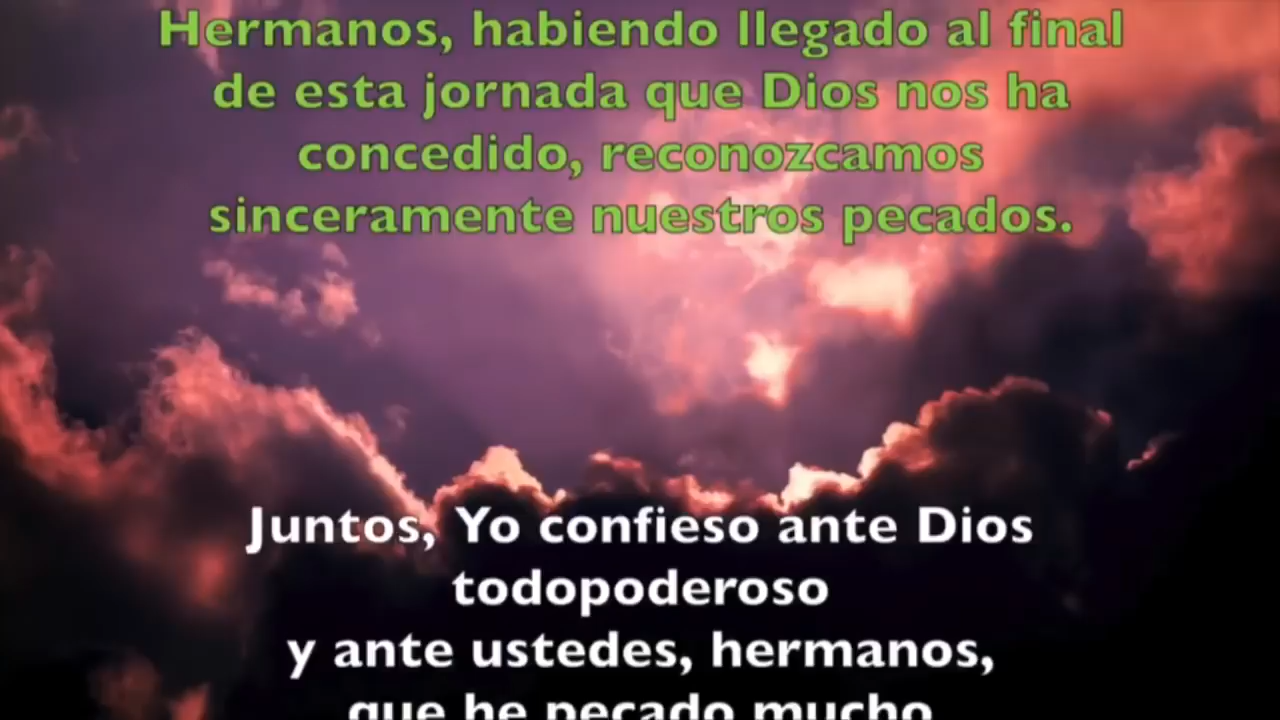 Hermanos, habiendo llegado al final
de esta jornada que Dios nos ha
concedido, reconozcamos
sinceramente nuestros pecados.
Juntos, Yo confieso ante Dios
todopoderoso
y ante ustedes, hermanos,
que he pecado mucho